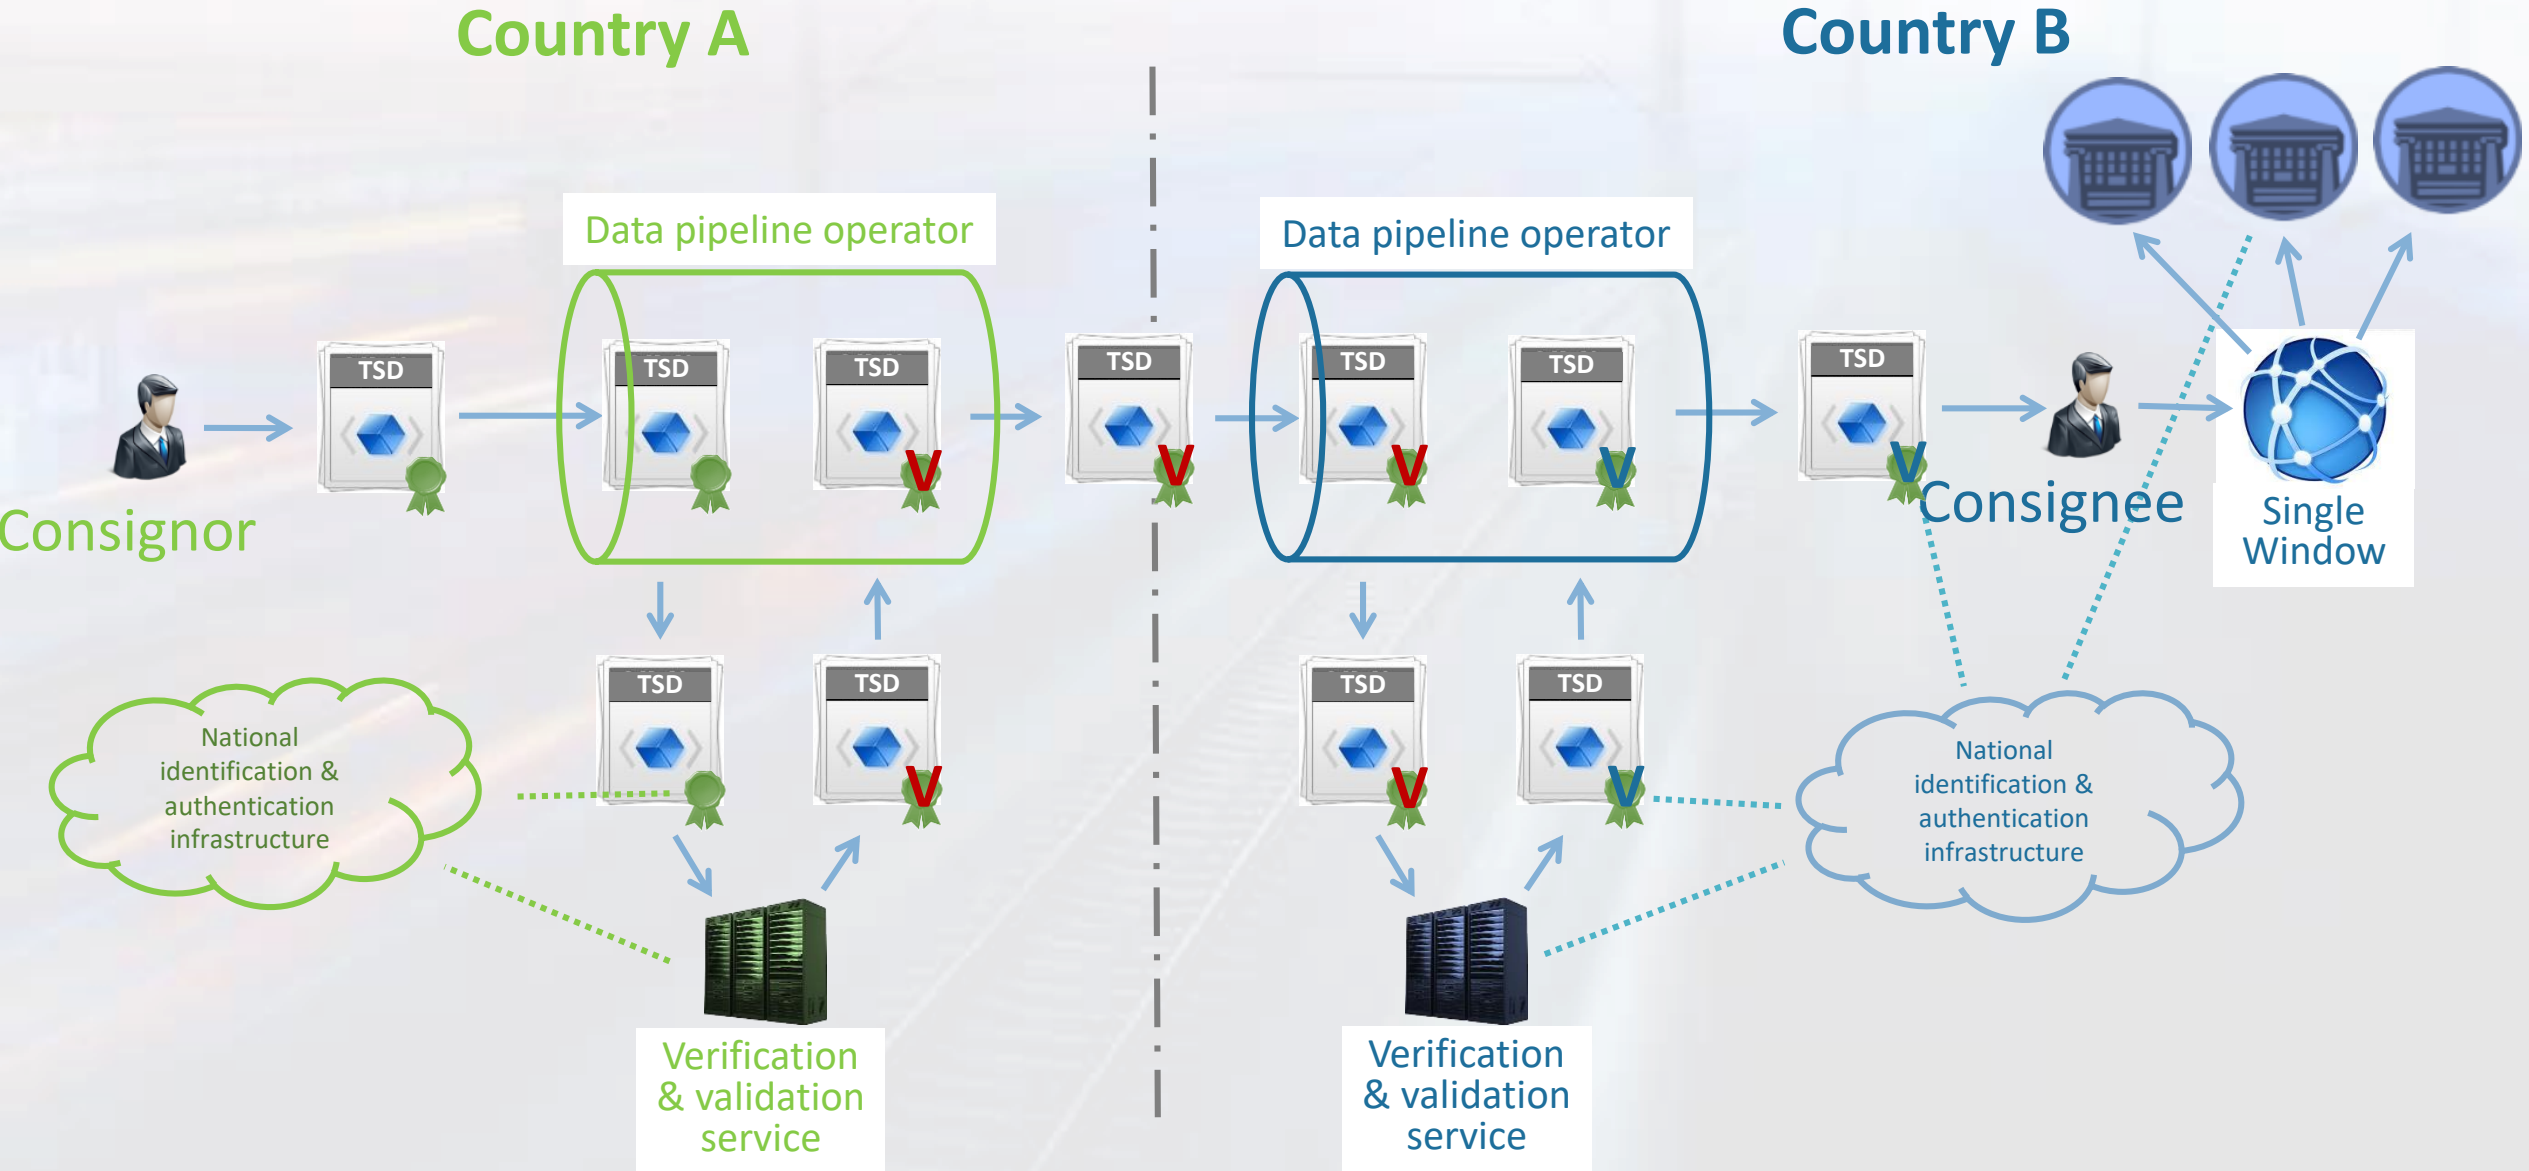 Country A
Country B
Data pipeline operator
Data pipeline operator
TSD
TSD
TSD
TSD
TSD
TSD
TSD
V
V
V
V
V
Consignor
Consignee
Single
Window
TSD
TSD
TSD
TSD
V
V
V
National
identification &
authentication
infrastructure
National
identification &
authentication
infrastructure
Verification
& validation
service
Verification
& validation
service